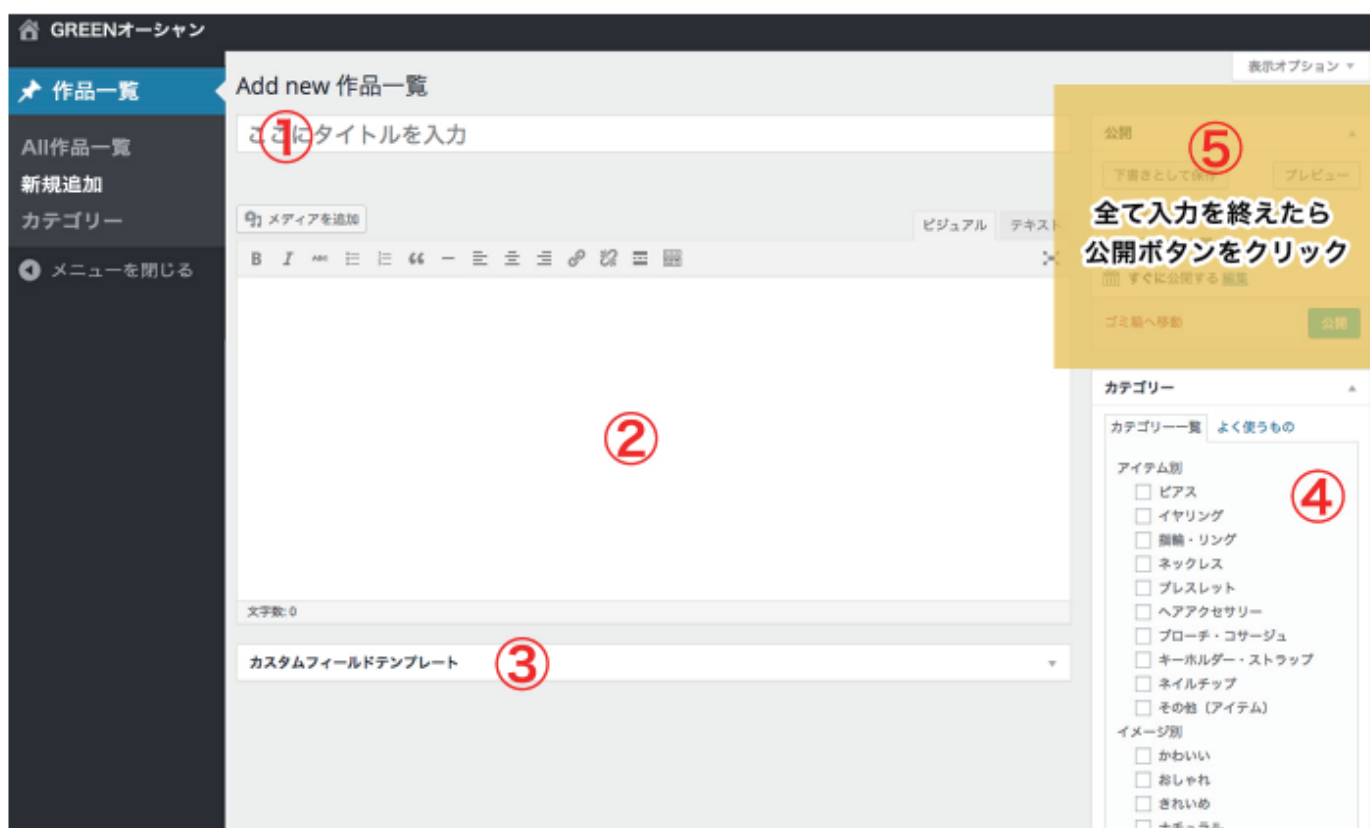 GREENオーシャン
表示オプション
作品一覧
Add new 作品一覧
All作品一覧
新規追加
カテゴリー
メニューを閉じる
①
ここにタイトルを入力
メディアを追加
ビジュアル テキスト
B I ABC
②
文字数: 0
カスタムフィールドテンプレート
③
公開
⑤
下書きとして保存 プレビュー
全て入力を終えたら
公開ボタンをクリック
すぐに公開する 編集
ゴミ箱へ移動 公開
カテゴリー
カテゴリー一覧 よく使うもの
④
アイテム別
ピアス
イヤリング
指輪・リング
ネックレス
ブレスレット
ヘアアクセサリー
ブローチ・コサージュ
キーホルダー・ストラップ
ネイルチップ
その他（アイテム）
イメージ別
かわいい
おしゃれ
きれいめ
ナチュラル